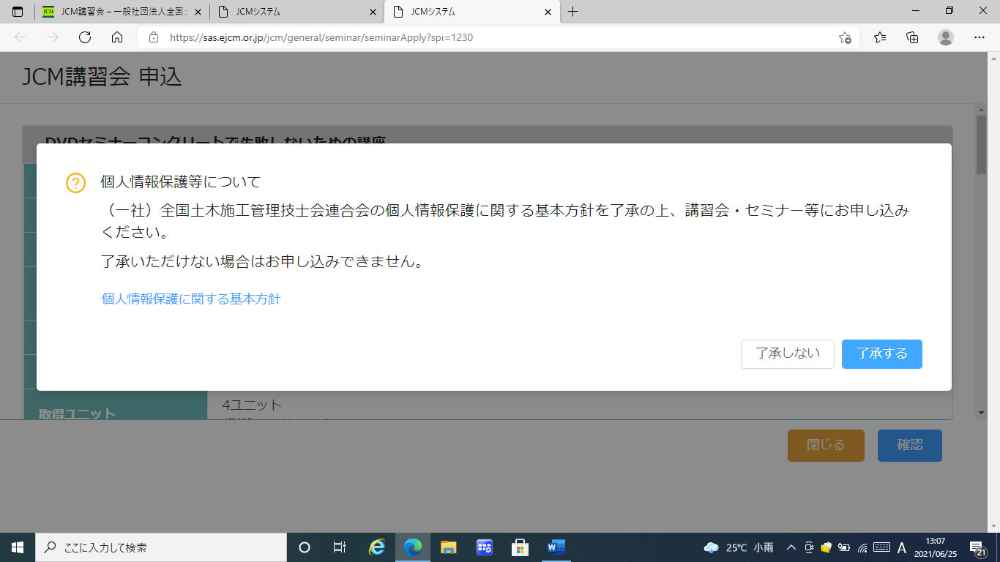 JCM講習会 – 一般社団法人全国土
JCMシステム
JCMシステム
https://sas.ejcm.or.jp/jcm/general/seminar/seminarApply?spi=1230
JCM講習会 申込
DVDセミナーコンクリートで失敗しないための講座
個人情報保護等について
（一社）全国土木施工管理技士会連合会の個人情報保護に関する基本方針を了承の上、講習会・セミナー等にお申し込み
ください。
了承いただけない場合はお申し込みできません。
個人情報保護に関する基本方針
了承しない
了承する
取得ユニット
4ユニット
閉じる
確認
ここに入力して検索
25℃ 小雨
A
13:07
2021/06/25
21